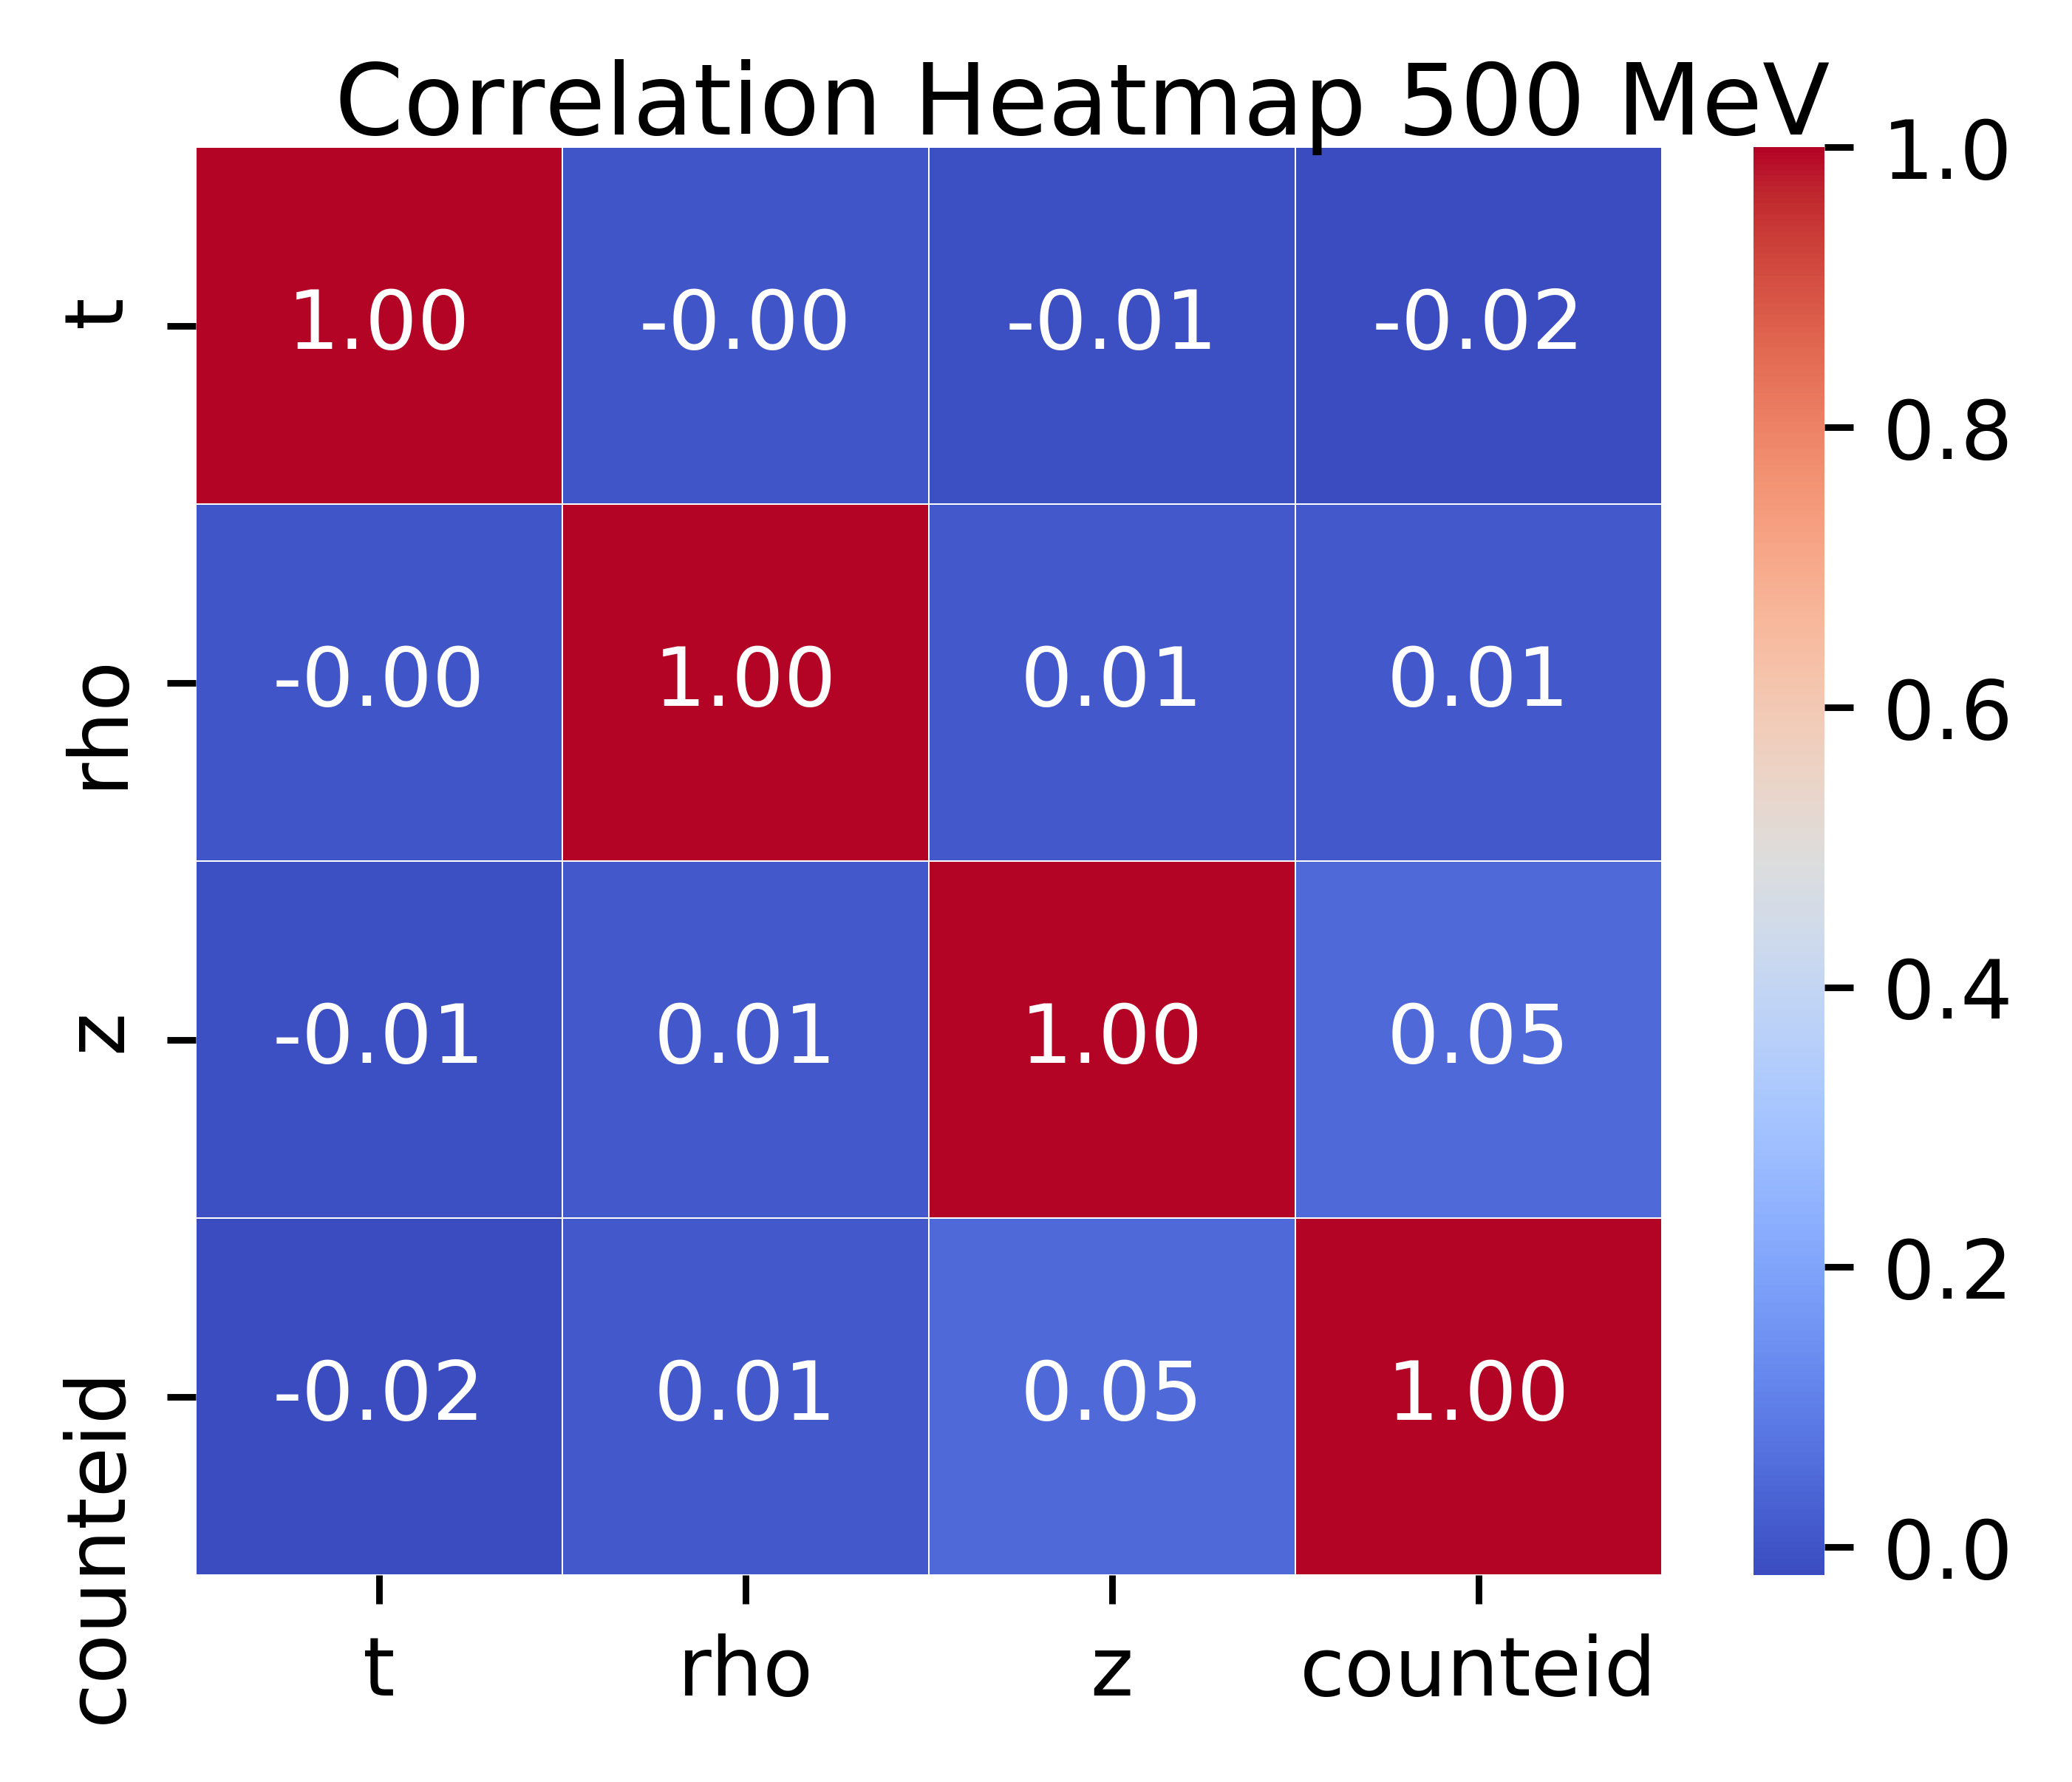 Correlation Heatmap 500 MeV
1.0
t 1.00 -0.00 -0.01 -0.02
0.8
rho -0.00 1.00 0.01 0.01
0.6
z -0.01 0.01 1.00 0.05
0.4
counteid -0.02 0.01 0.05 1.00
0.2
0.0
t rho z counteid